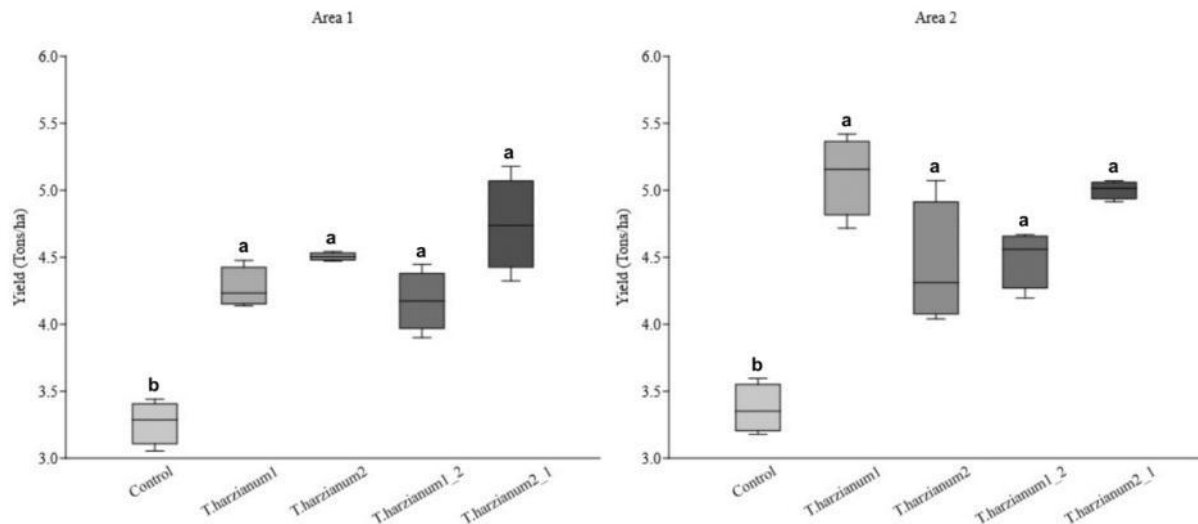 Area 1
Yield (Tons/ha)
6.0
5.5
5.0
4.5
4.0
3.5
3.0
b
a
a
a
a
Control
T.harzianum1
T.harzianum2
T.harzianum1_2
T.harzianum2_1
Area 2
Yield (Tons/ha)
6.0
5.5
5.0
4.5
4.0
3.5
3.0
b
a
a
a
a
Control
T.harzianum1
T.harzianum2
T.harzianum1_2
T.harzianum2_1